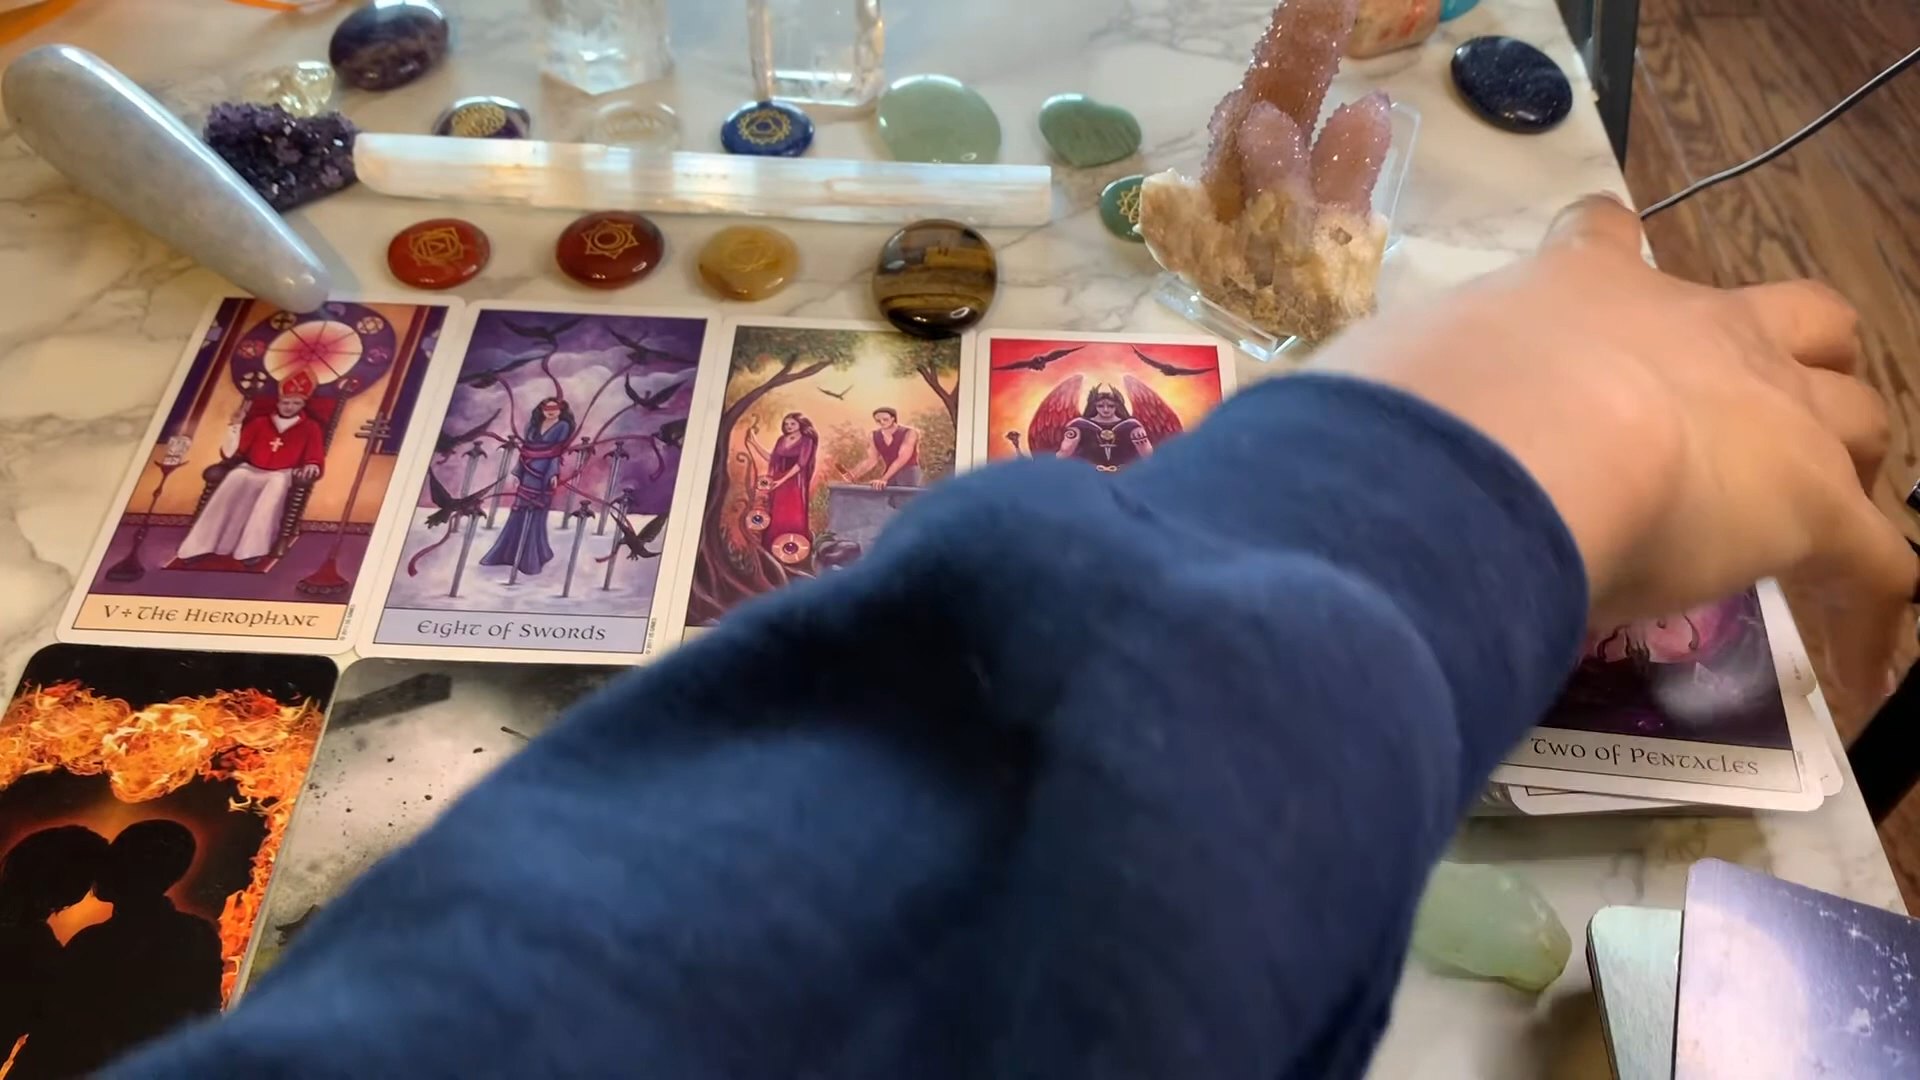 V ✢ THE HIEROPHANT
EIGHT OF SWORDS
TWO OF PENTACLES